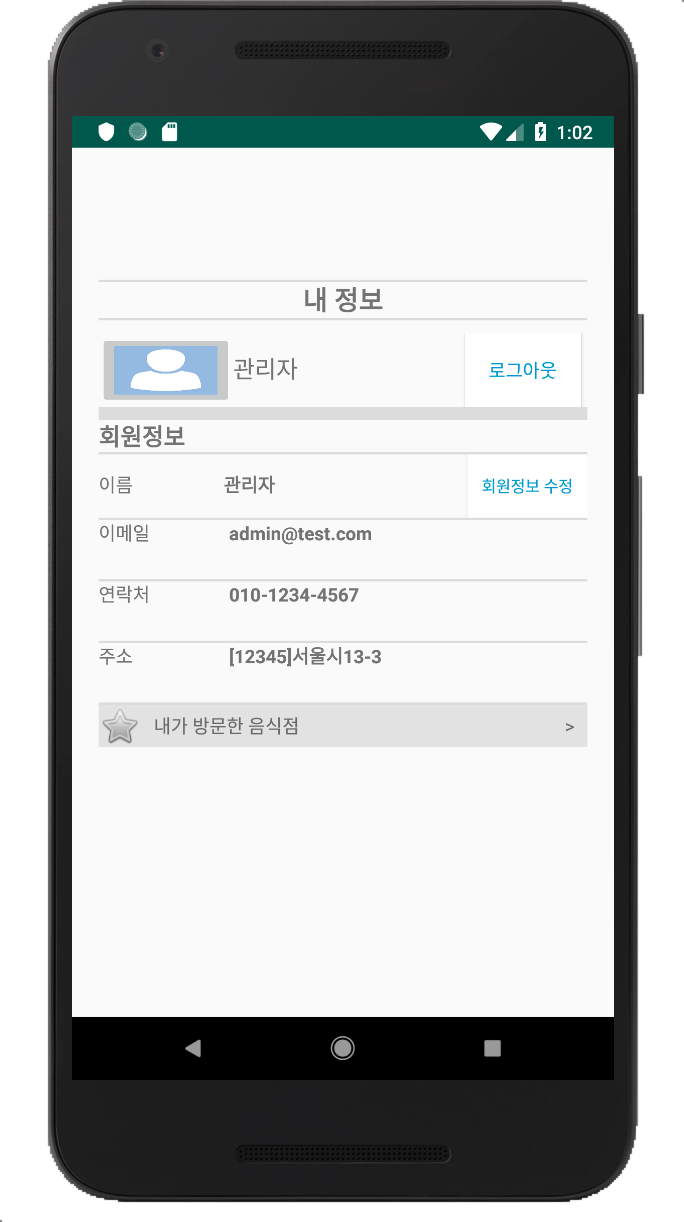 1:02
내 정보
관리자
로그아웃
회원정보
이름 관리자 회원정보 수정
이메일 admin@test.com
연락처 010-1234-4567
주소 [12345]서울시13-3
내가 방문한 음식점 >